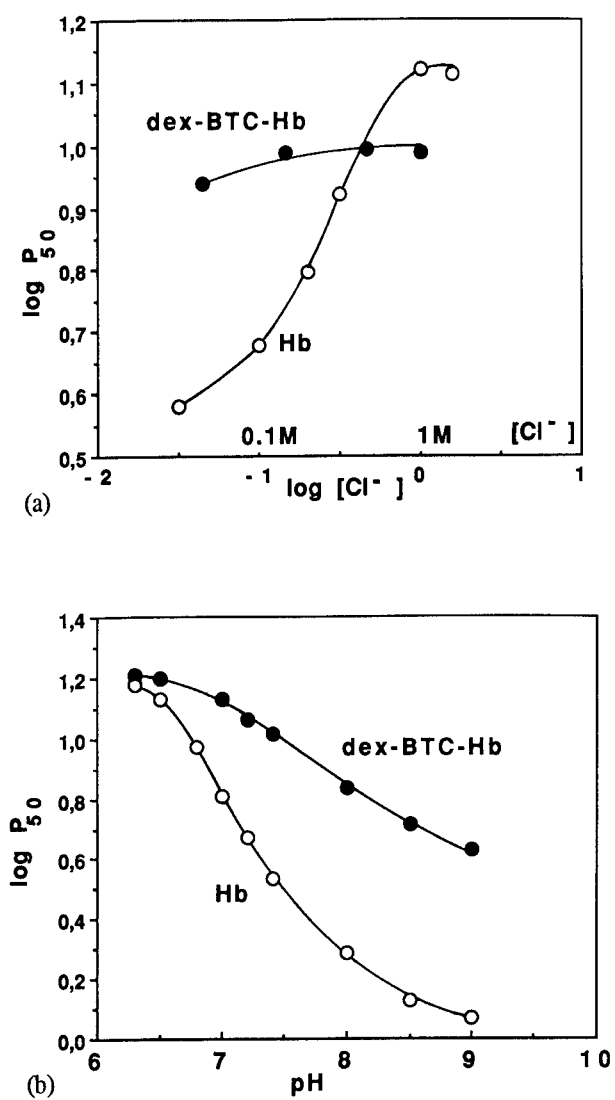 1,2
1,1
1,0
0,9
0,8
0,7
0,6
0,5
log P50
dex-BTC-Hb
Hb
0.1M 1M [Cl⁻]
-2 -1 0 1
log [Cl⁻]
(a)
1,4
1,2
1,0
0,8
0,6
0,4
0,2
0,0
log P50
dex-BTC-Hb
Hb
6 7 8 9 10
pH
(b)